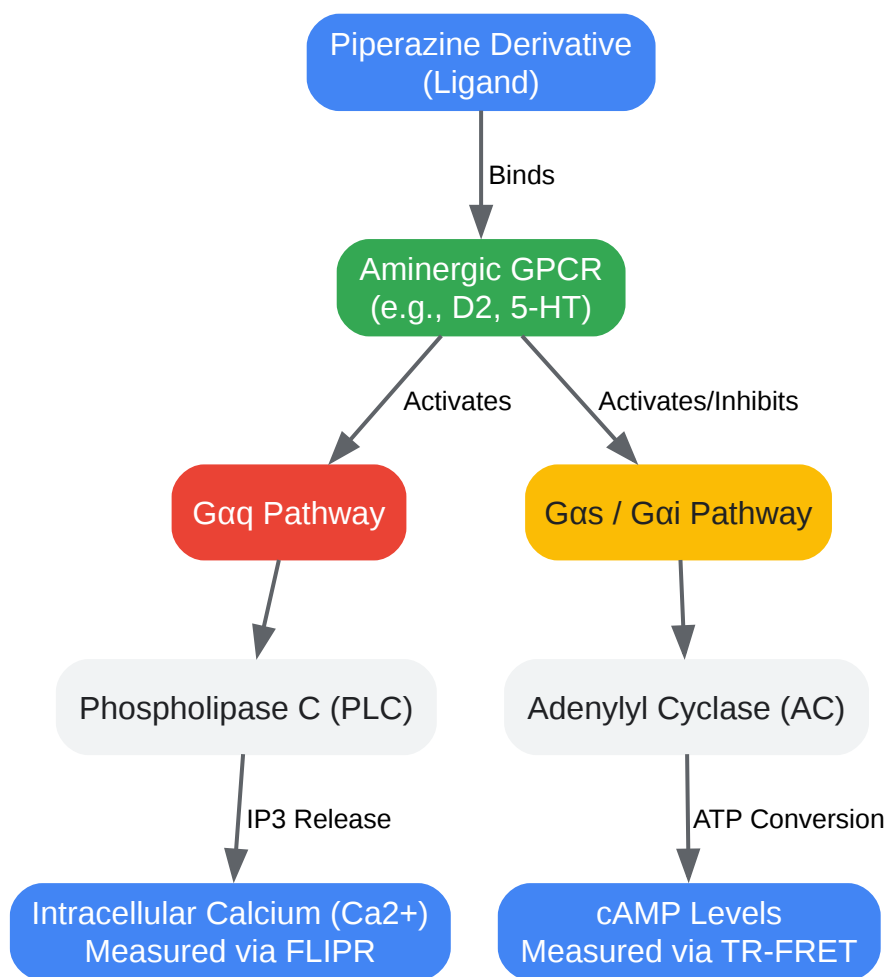 Piperazine Derivative
(Ligand)
Binds
Aminergic GPCR
(e.g., D2, 5-HT)
Activates
Activates/Inhibits
Gαq Pathway
Gαs / Gαi Pathway
Phospholipase C (PLC)
Adenylyl Cyclase (AC)
IP3 Release
ATP Conversion
Intracellular Calcium (Ca2+)
Measured via FLIPR
cAMP Levels
Measured via TR-FRET